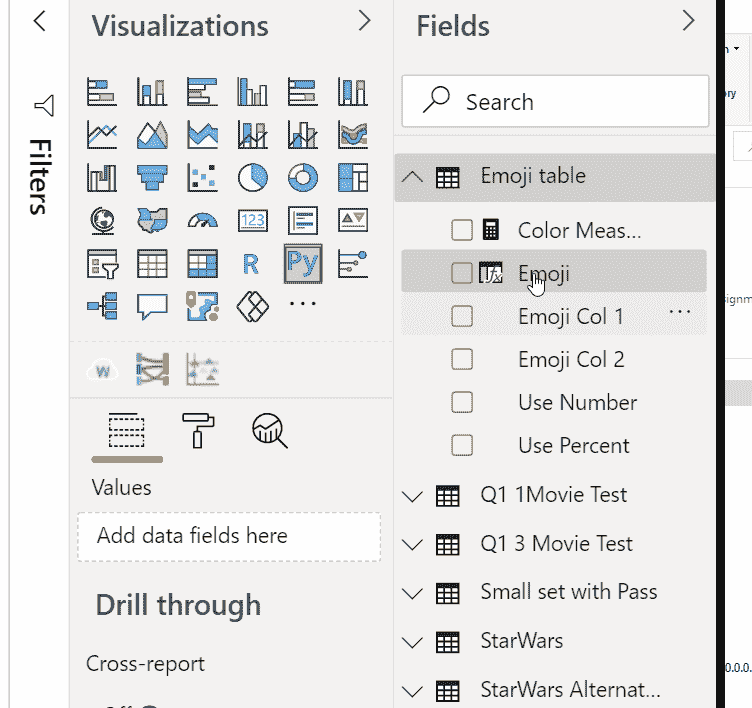 Visualizations
Fields
Search
Filters
123
R
Py
W
Values
Add data fields here
Drill through
Cross-report
Emoji table
Color Meas...
fx
Emoji
Emoji Col 1
Emoji Col 2
Use Number
Use Percent
Q1 1Movie Test
Q1 3 Movie Test
Small set with Pass
StarWars
StarWars Alternat...
ory
signm
0.0.0.